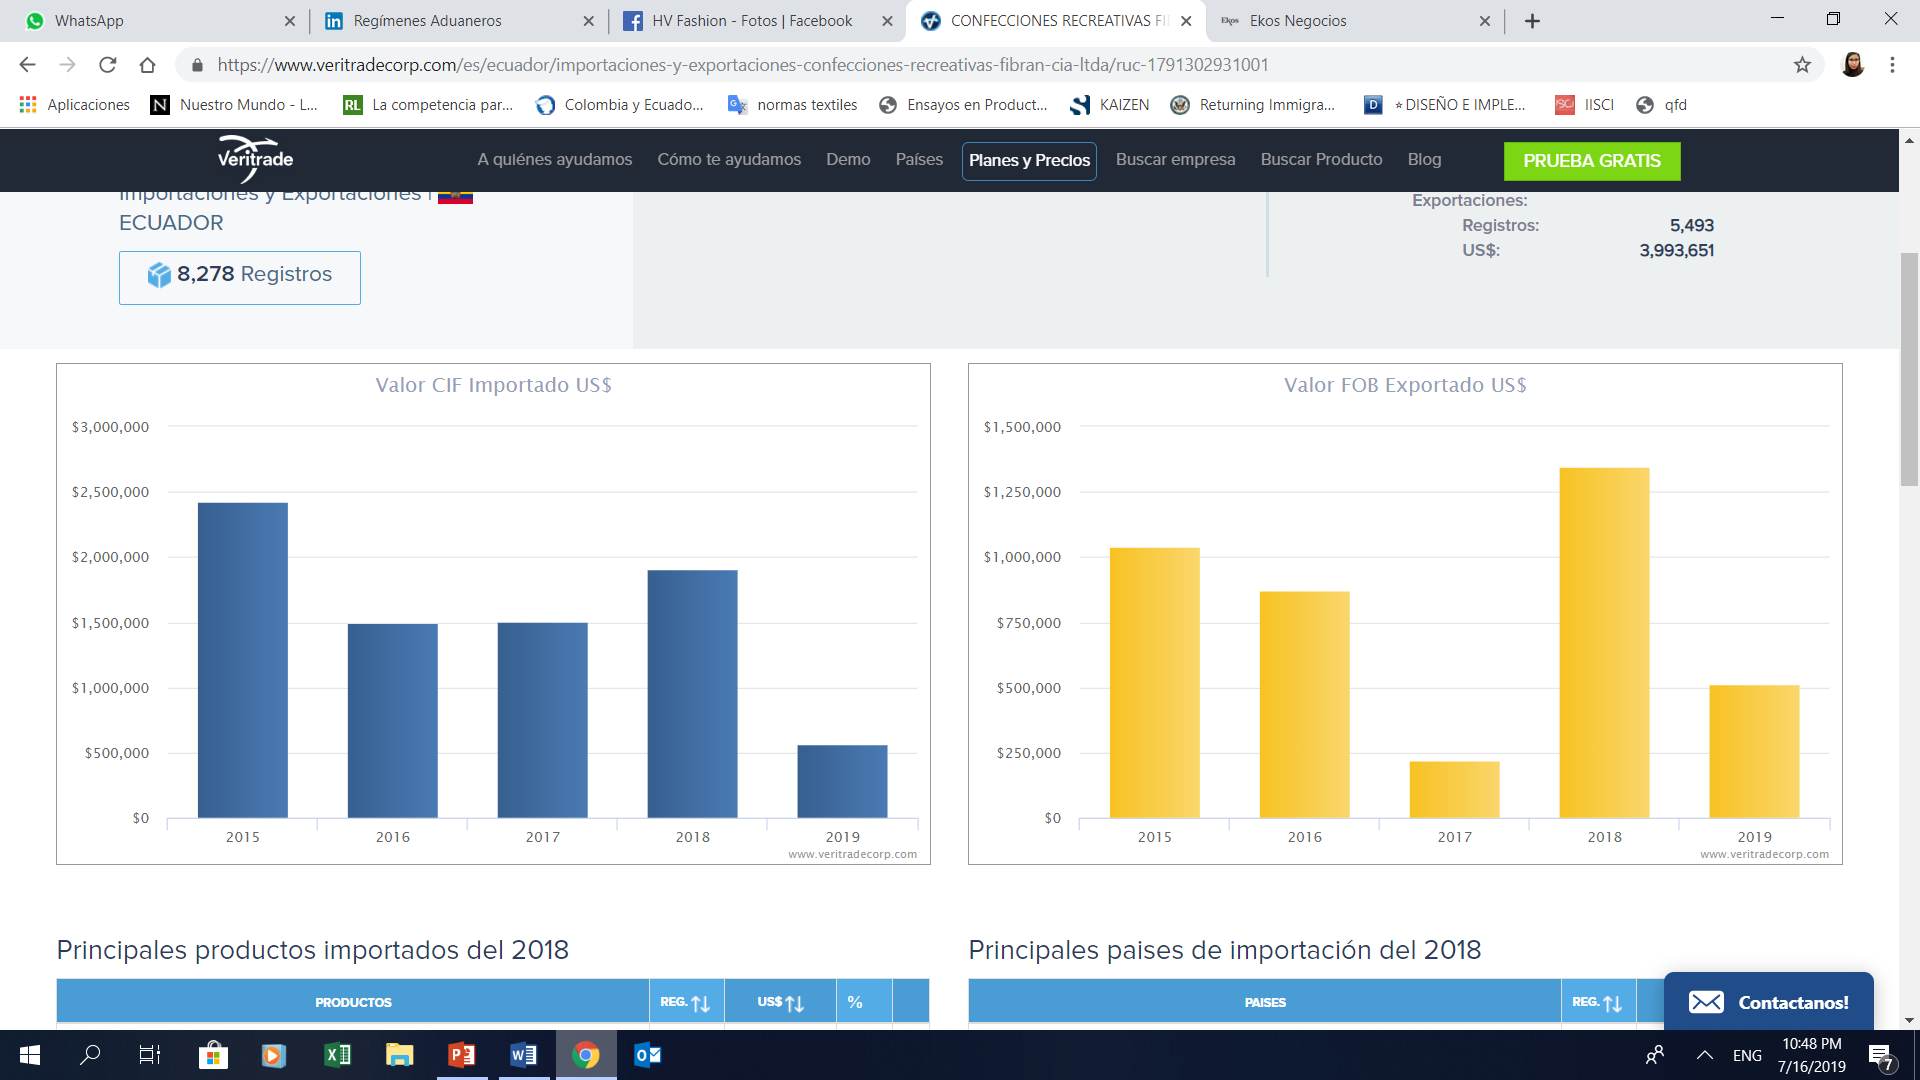 WhatsApp
Regímenes Aduaneros
HV Fashion - Fotos | Facebook
CONFECCIONES RECREATIVAS FI
Ekos Negocios
https://www.veritradecorp.com/es/ecuador/importaciones-y-exportaciones-confecciones-recreativas-fibran-cia-ltda/ruc-1791302931001
Aplicaciones
Nuestro Mundo - L...
La competencia par...
Colombia y Ecuado...
normas textiles
Ensayos en Product...
KAIZEN
Returning Immigra...
DISEÑO E IMPLE...
IISCI
qfd
Veritrade
A quiénes ayudamos
Cómo te ayudamos
Demo
Países
Planes y Precios
Buscar empresa
Buscar Producto
Blog
PRUEBA GRATIS
Importaciones y Exportaciones |
ECUADOR
8,278 Registros
Exportaciones:
Registros: 5,493
US$: 3,993,651
Valor CIF Importado US$
$3,000,000
$2,500,000
$2,000,000
$1,500,000
$1,000,000
$500,000
$0
2015 2016 2017 2018 2019
www.veritradecorp.com
Valor FOB Exportado US$
$1,500,000
$1,250,000
$1,000,000
$750,000
$500,000
$250,000
$0
2015 2016 2017 2018 2019
www.veritradecorp.com
Principales productos importados del 2018
PRODUCTOS REG. US$ %
Principales paises de importación del 2018
PAISES REG.
Contactanos!
ENG
10:48 PM
7/16/2019
7